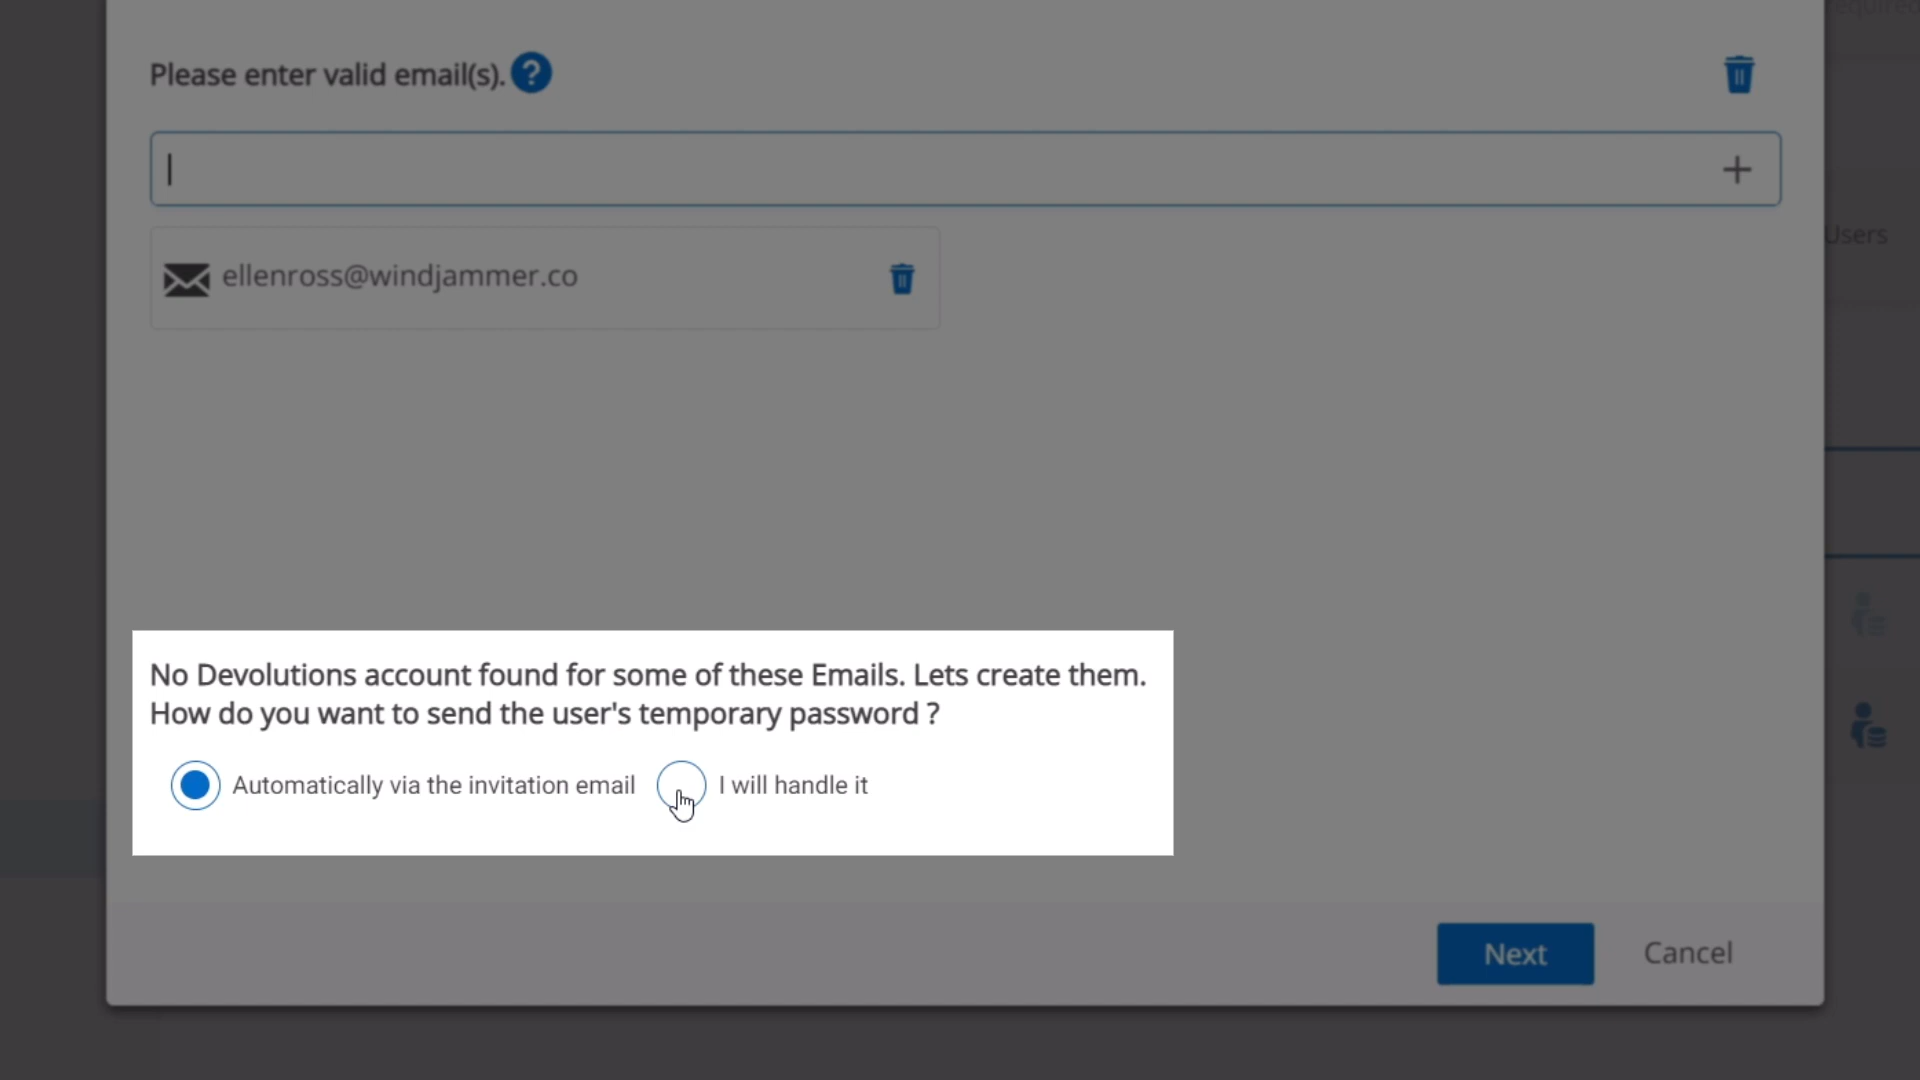 required
Please enter valid email(s).
?
+
Users
ellenross@windjammer.co
No Devolutions account found for some of these Emails. Lets create them.
How do you want to send the user's temporary password ?
Automatically via the invitation email
I will handle it
Next
Cancel